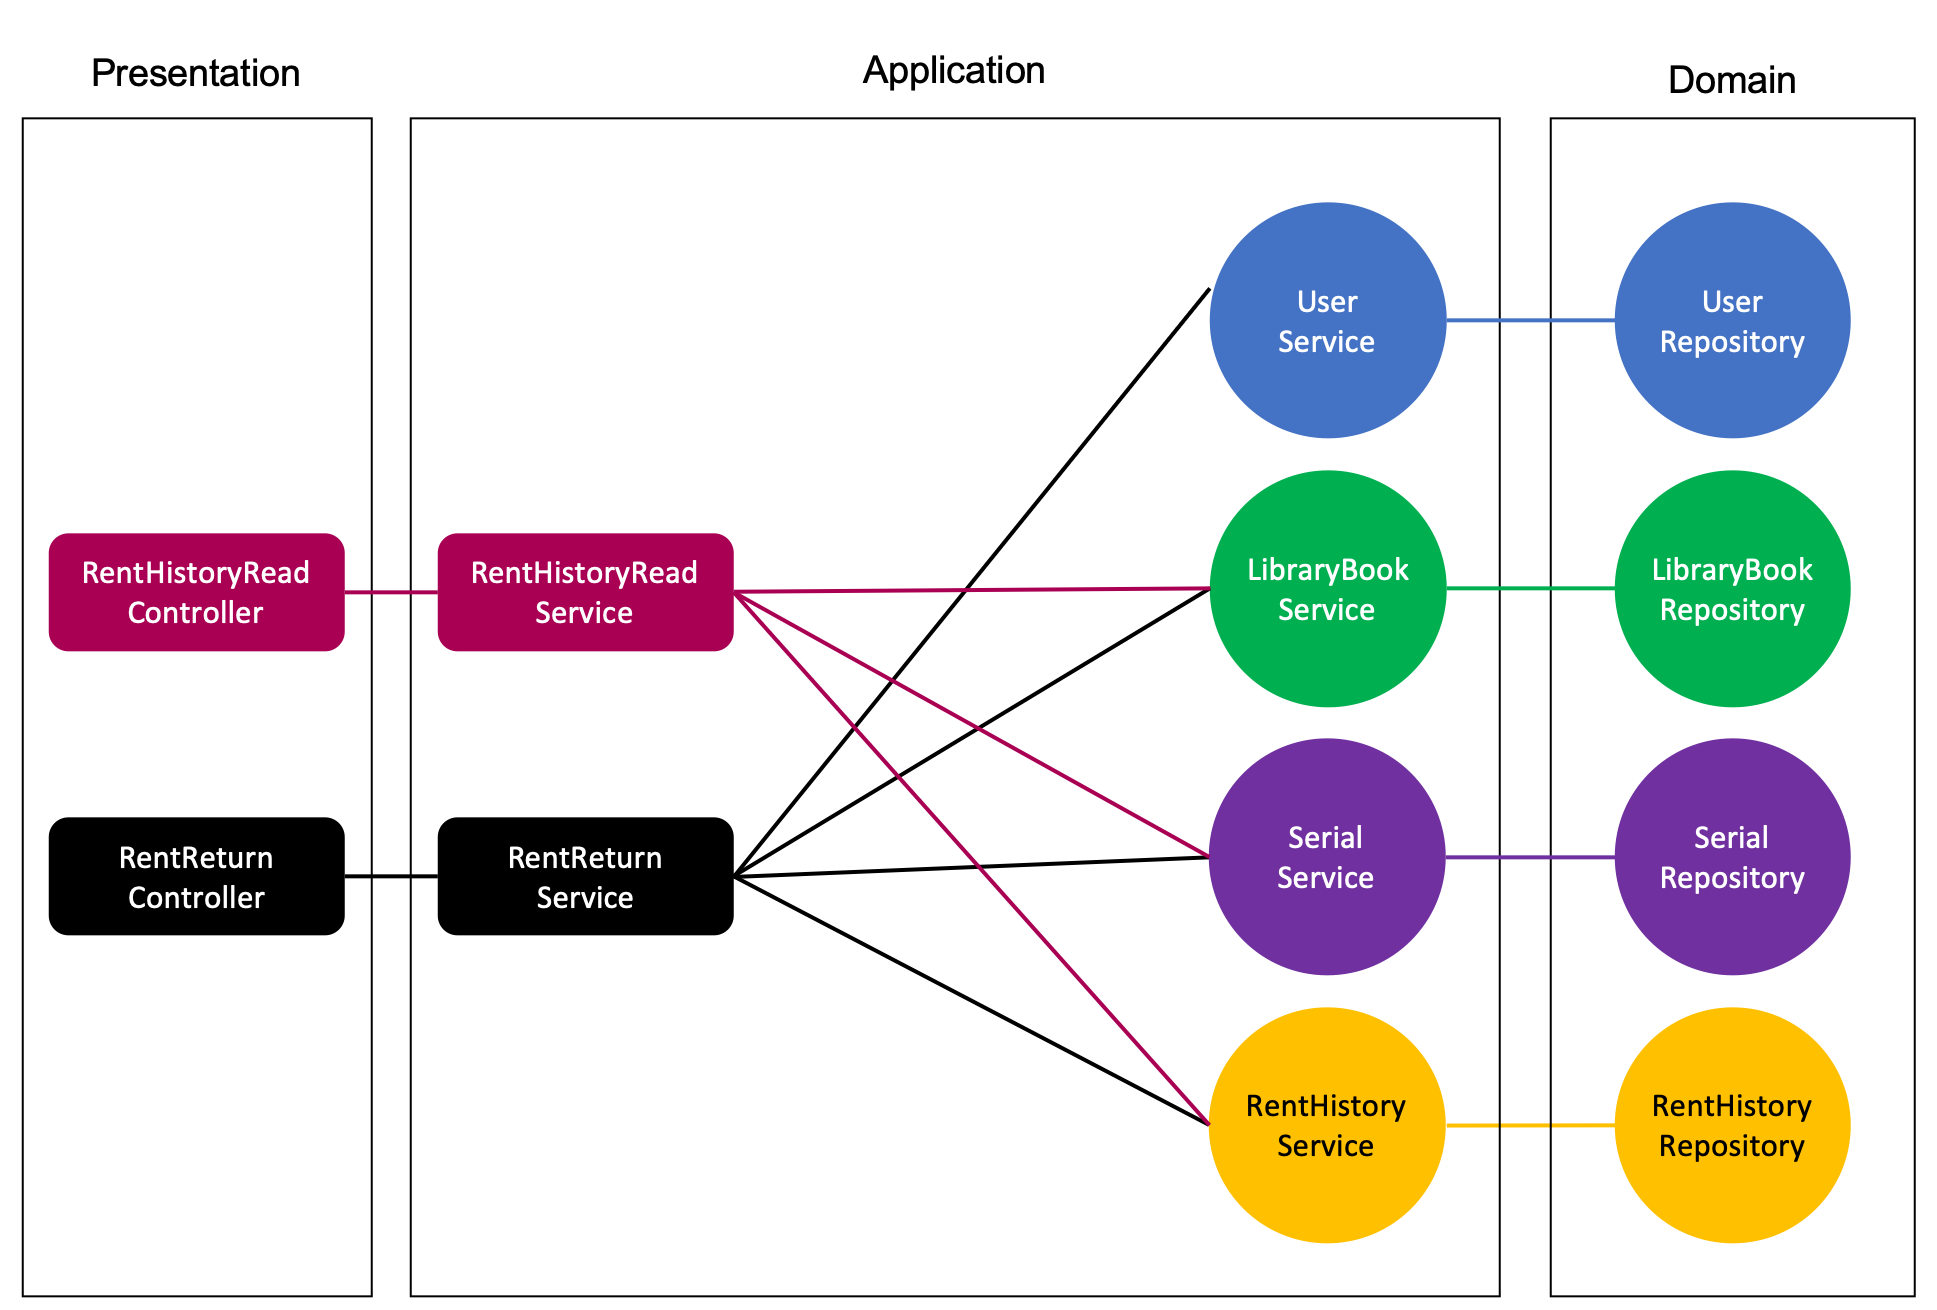 Presentation
Application
Domain
User
Service
User
Repository
RentHistoryRead
Controller
RentHistoryRead
Service
LibraryBook
Service
LibraryBook
Repository
RentReturn
Controller
RentReturn
Service
Serial
Service
Serial
Repository
RentHistory
Service
RentHistory
Repository